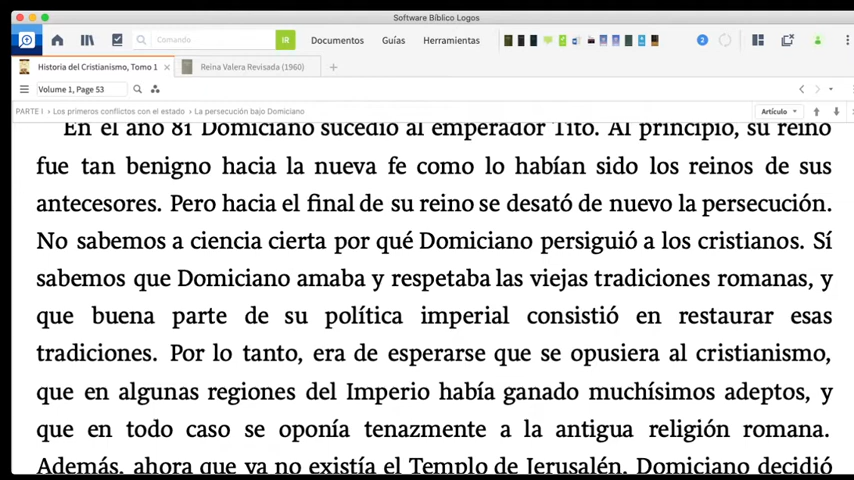 Software Bíblico Logos
Comando
IR
Documentos
Guías
Herramientas
2
Historia del Cristianismo, Tomo 1
Reina Valera Revisada (1960)
Volume 1, Page 53
PARTE I › Los primeros conflictos con el estado › La persecución bajo Domiciano
Artículo
En el año 81 Domiciano sucedió al emperador Tito. Al principio, su reino
fue tan benigno hacia la nueva fe como lo habían sido los reinos de sus
antecesores. Pero hacia el final de su reino se desató de nuevo la persecución.
No sabemos a ciencia cierta por qué Domiciano persiguió a los cristianos. Sí
sabemos que Domiciano amaba y respetaba las viejas tradiciones romanas, y
que buena parte de su política imperial consistió en restaurar esas
tradiciones. Por lo tanto, era de esperarse que se opusiera al cristianismo,
que en algunas regiones del Imperio había ganado muchísimos adeptos, y
que en todo caso se oponía tenazmente a la antigua religión romana.
Además, ahora que ya no existía el Templo de Jerusalén, Domiciano decidió